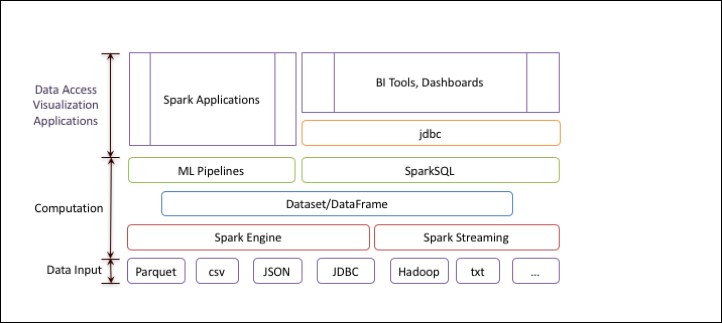 Data Access
Visualization
Applications
Spark Applications
BI Tools, Dashboards
jdbc
ML Pipelines
SparkSQL
Computation
Dataset/DataFrame
Spark Engine
Spark Streaming
Data Input
Parquet
csv
JSON
JDBC
Hadoop
txt
...